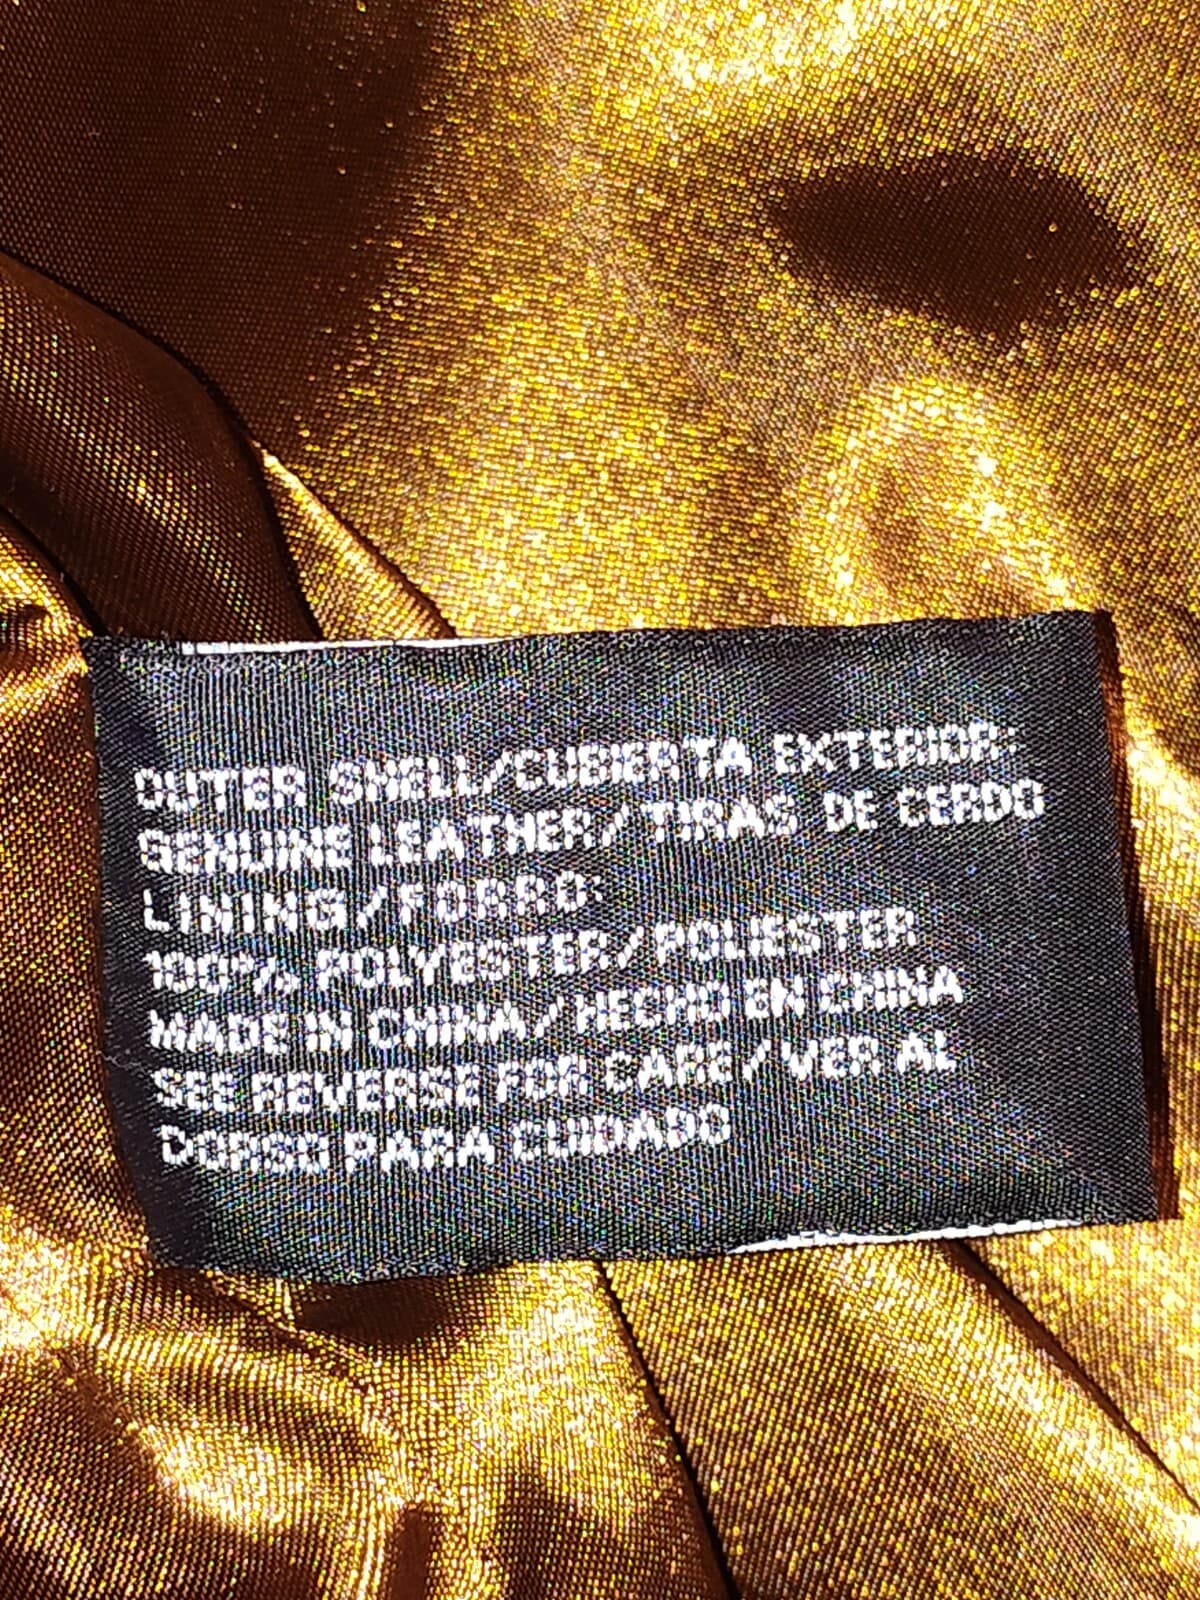 OUTER SHELL/CUBIERTA EXTERIOR:
GENUINE LEATHER/TIRAS DE CERDO
LINING/FORRO:
100% POLYESTER/POLIESTER
MADE IN CHINA/HECHO EN CHINA
SEE REVERSE FOR CARE/VER AL
DORSO PARA CUIDADO